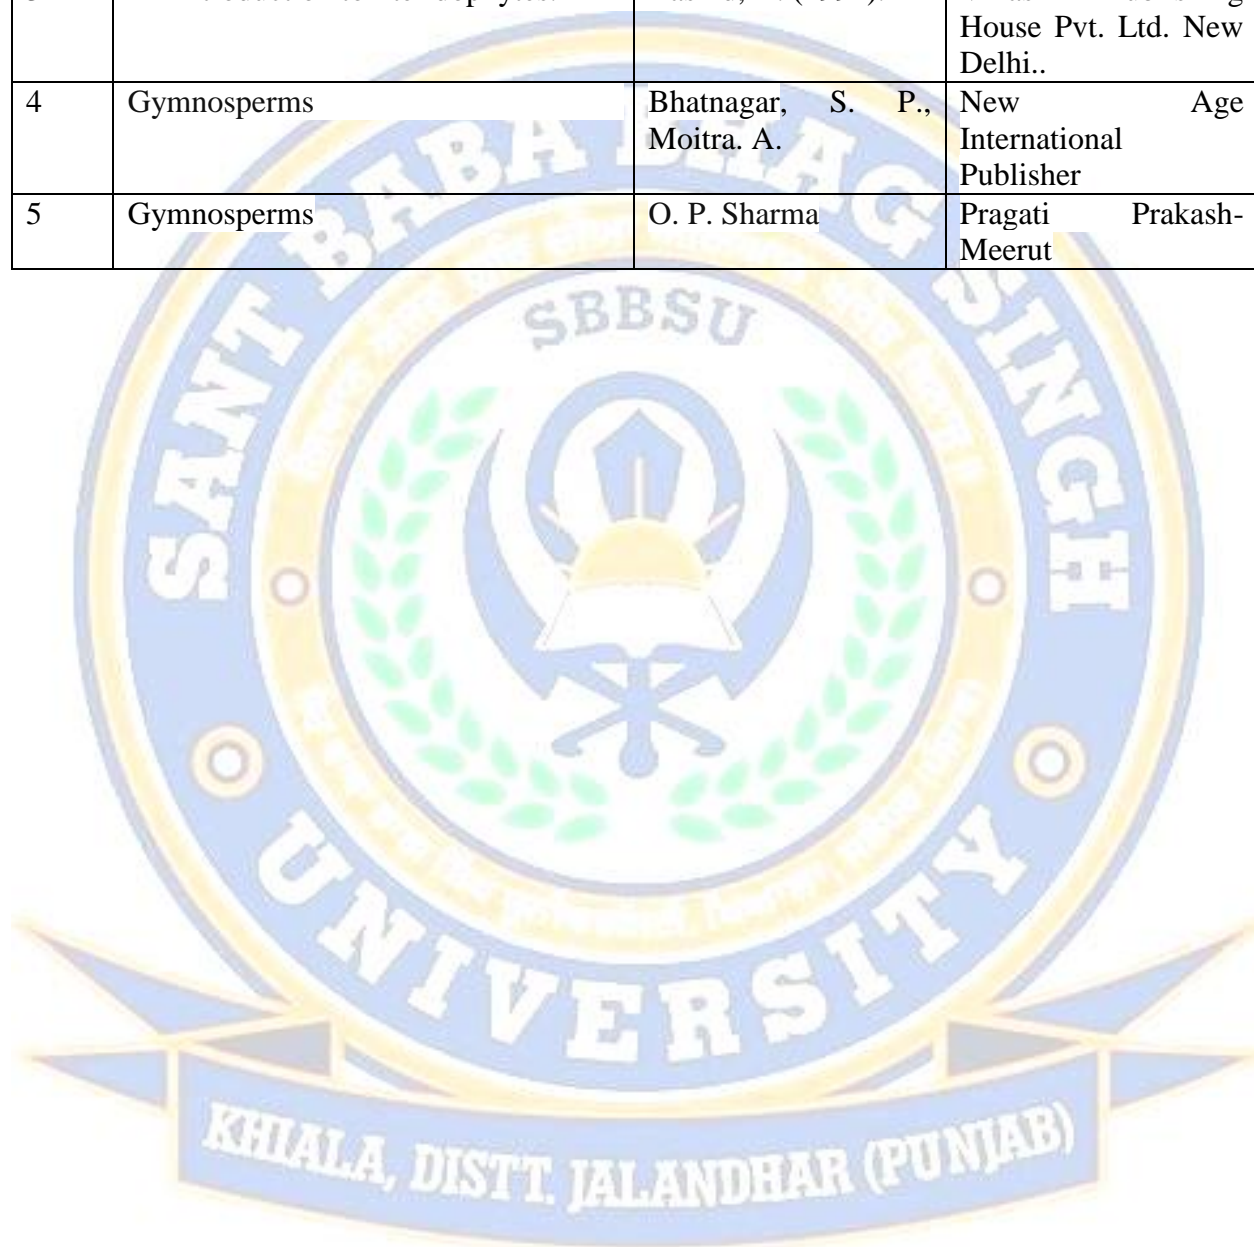 House Pvt. Ltd. New
Delhi..
4 Gymnosperms Bhatnagar, S. P., New Age
Moitra. A. International
Publisher
5 Gymnosperms O. P. Sharma Pragati Prakash-
Meerut
SANT BABA BHAG SINGH
SBBSU
UNIVERSITY
KHIALA, DISTT. JALANDHAR (PUNJAB)